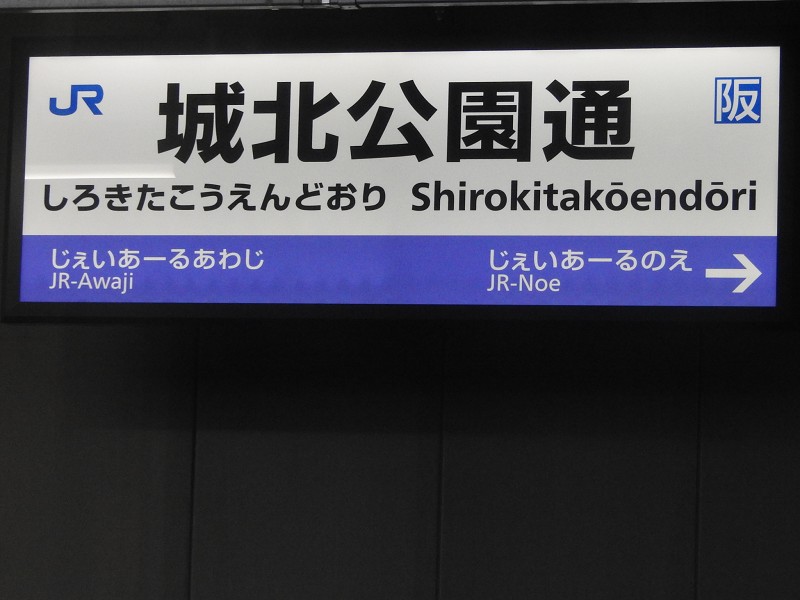 JR 城北公園通 阪
しろきたこうえんどおり Shirokitakōendōri
じぇいあーるあわじ じぇいあーるのえ →
JR-Awaji JR-Noe